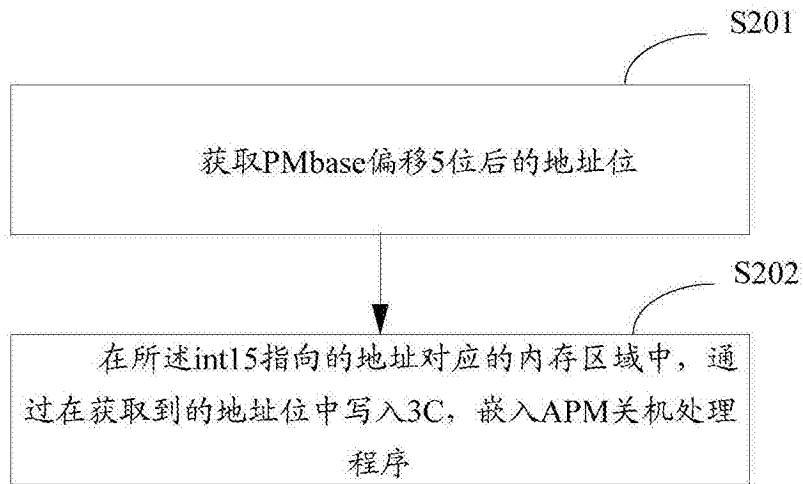 S201
获取PMbase偏移5位后的地址位
S202
在所述int15指向的地址对应的内存区域中，通
过在获取到的地址位中写入3C，嵌入APM关机处理
程序